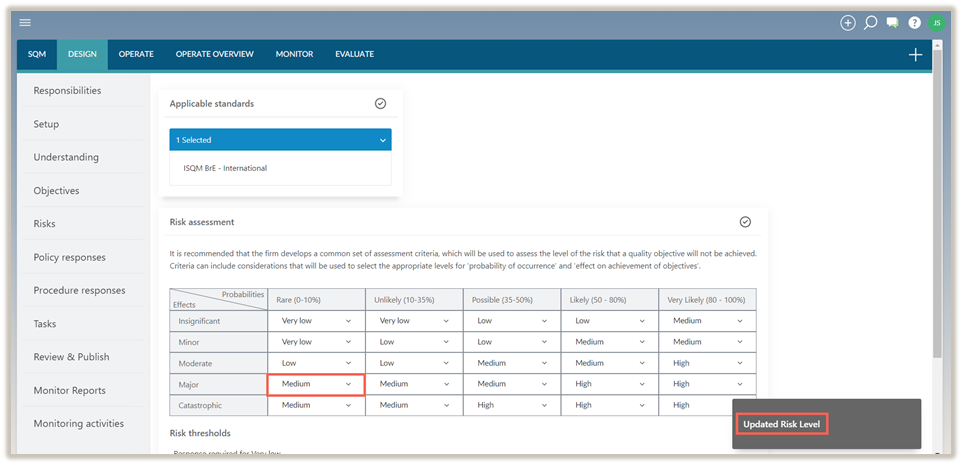 JS
SQM DESIGN OPERATE OPERATE OVERVIEW MONITOR EVALUATE
Responsibilities
Setup
Understanding
Objectives
Risks
Policy responses
Procedure responses
Tasks
Review & Publish
Monitor Reports
Monitoring activities
Applicable standards
1 Selected
ISQM BrE - International
Risk assessment
It is recommended that the firm develops a common set of assessment criteria, which will be used to assess the level of the risk that a quality objective will not be achieved.
Criteria can include considerations that will be used to select the appropriate levels for 'probability of occurrence' and 'effect on achievement of objectives'.
Probabilities
Effects
Rare (0-10%) Unlikely (10-35%) Possible (35-50%) Likely (50 - 80%) Very Likely (80 - 100%)
Insignificant Very low Very low Low Low Medium
Minor Very low Low Low Medium Medium
Moderate Low Low Medium Medium High
Major Medium Medium Medium High High
Catastrophic Medium Medium High High High
Updated Risk Level
Risk thresholds
Response required for Very low